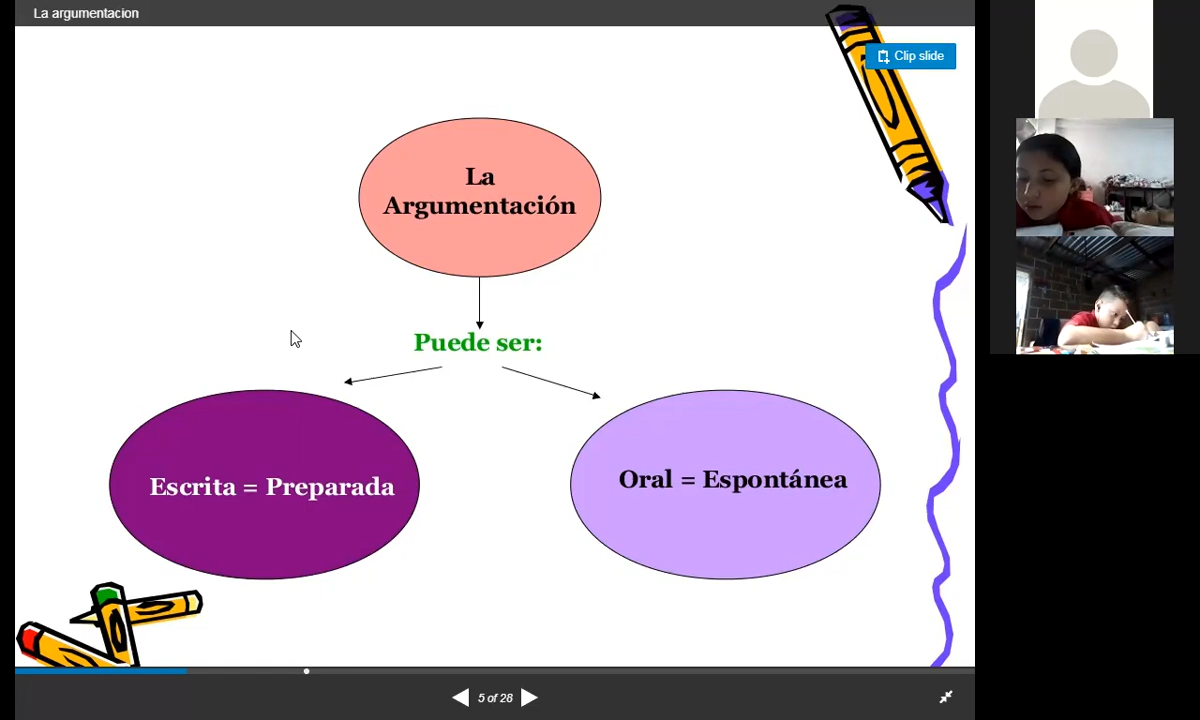 La argumentacion
Clip slide
La
Argumentación
Puede ser:
Escrita = Preparada
Oral = Espontánea
5 of 28